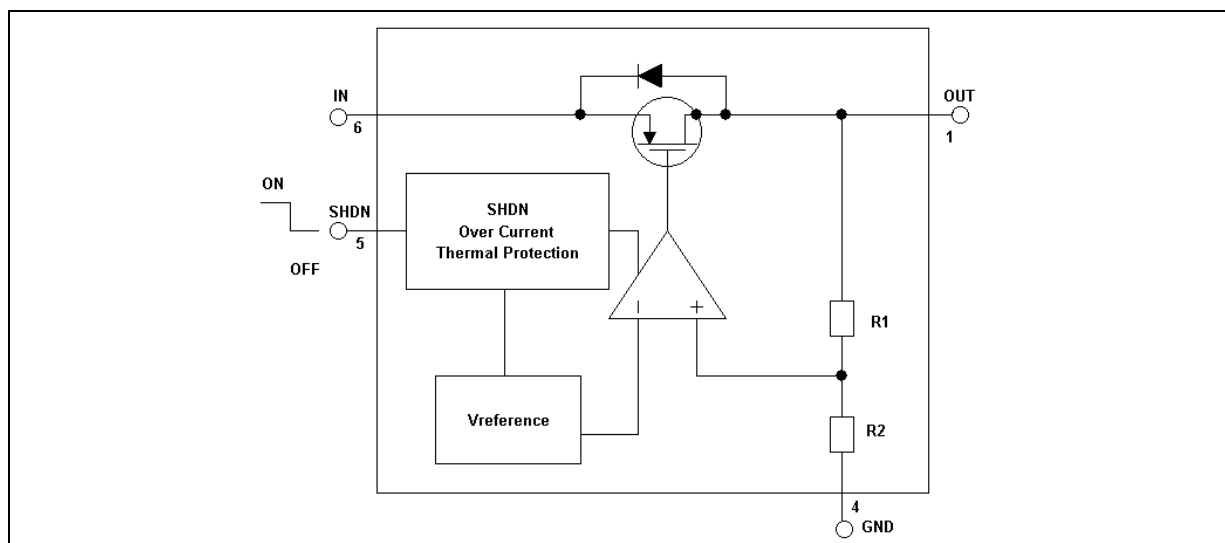 IN
6
OUT
1
ON
SHDN
5
OFF
SHDN
Over Current
Thermal Protection
- +
R1
Vreference
R2
4
GND